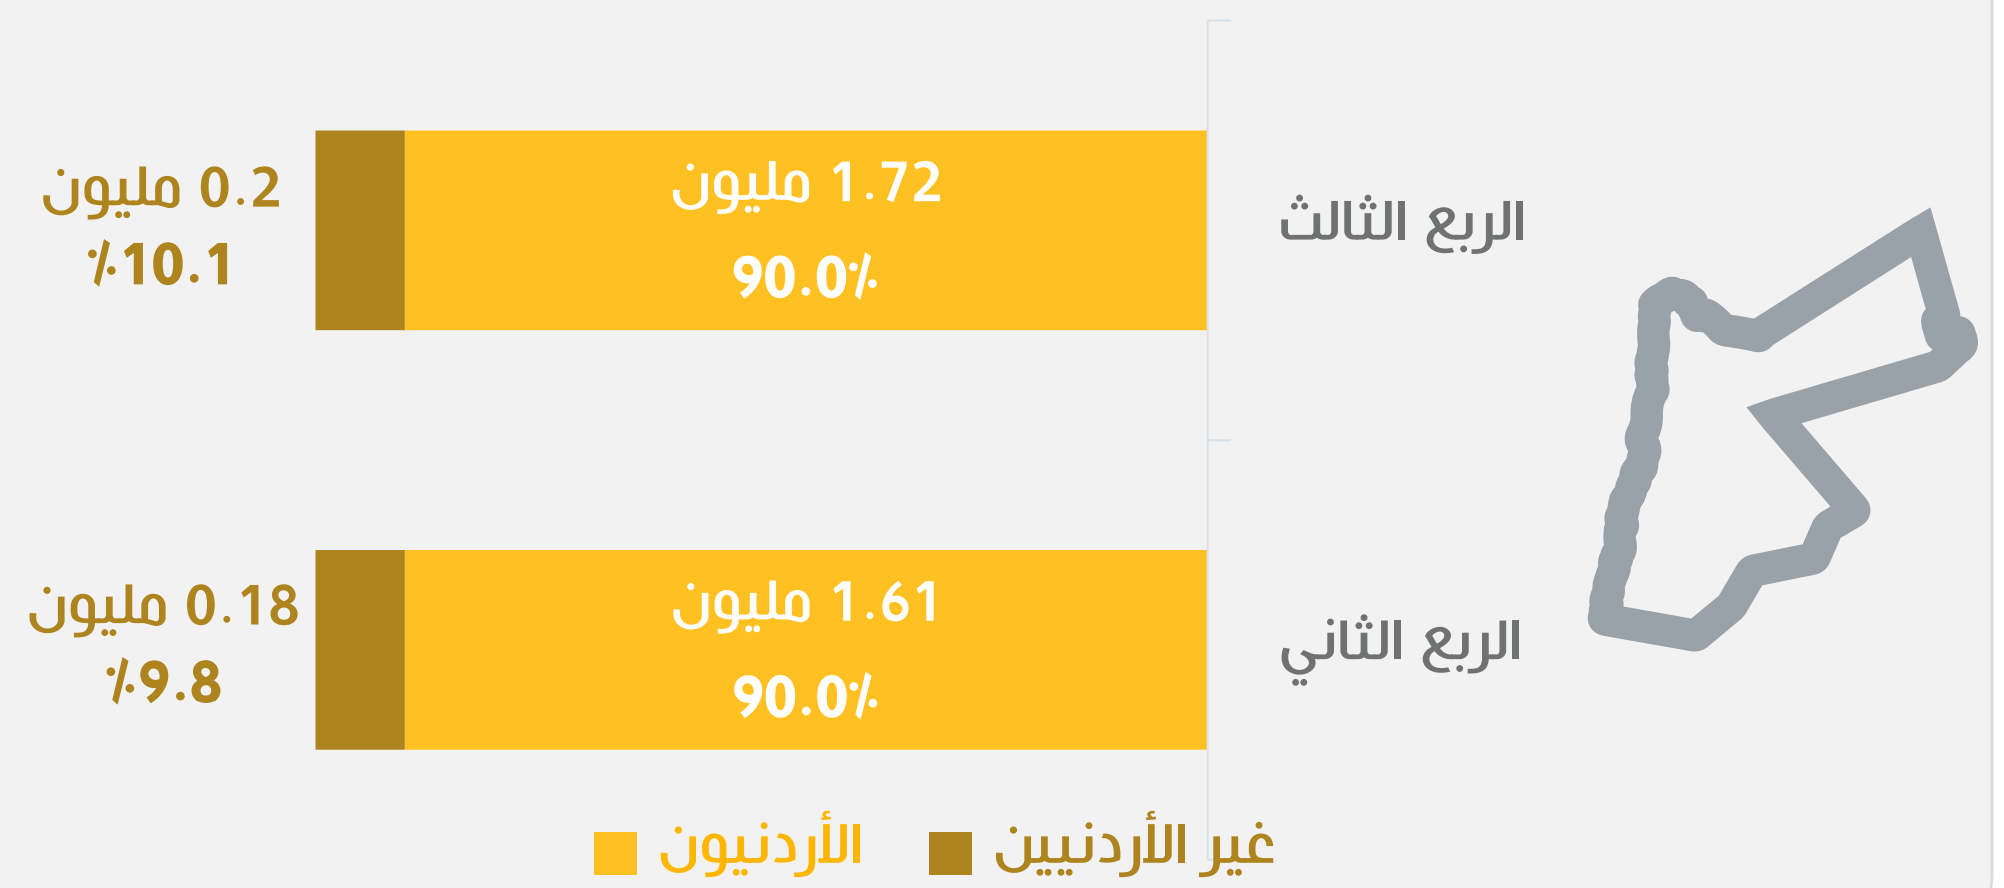 الربع الثالث
1.72 مليون
90.0٪
0.2 مليون
10.1٪
الربع الثاني
1.61 مليون
90.0٪
0.18 مليون
9.8٪
غير الأردنيين
الأردنيون